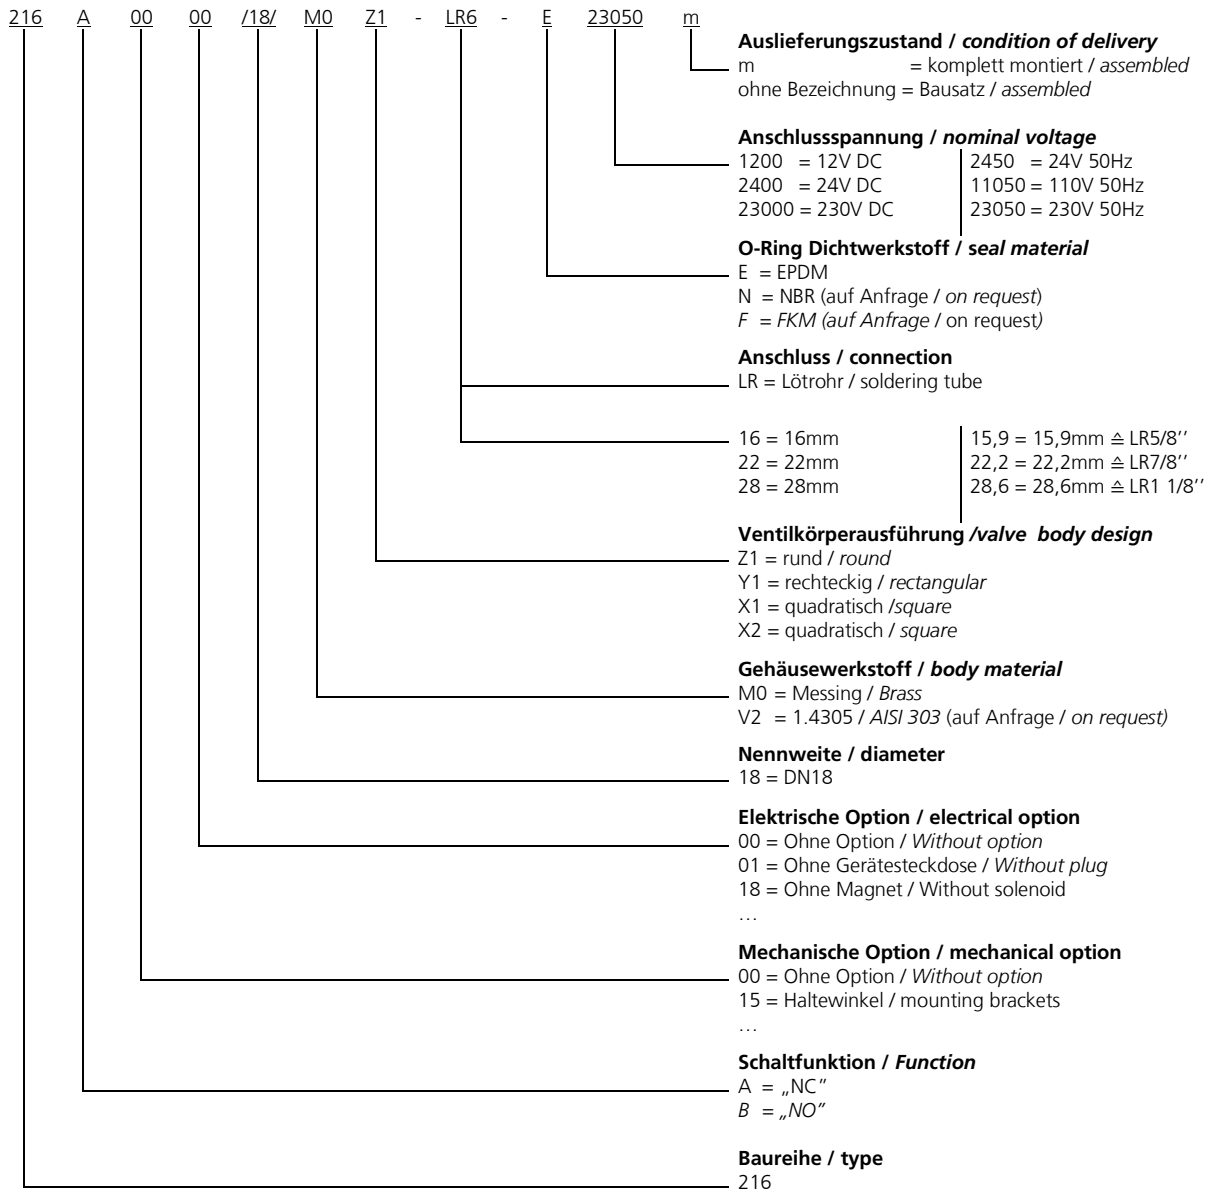 216 A 00 00 /18/ M0 Z1 - LR6 - E 23050 m
Auslieferungszustand / condition of delivery
m = komplett montiert / assembled
ohne Bezeichnung = Bausatz / assembled
Anschlussspannung / nominal voltage
1200 = 12V DC 2450 = 24V 50Hz
2400 = 24V DC 11050 = 110V 50Hz
23000 = 230V DC 23050 = 230V 50Hz
O-Ring Dichtwerkstoff / seal material
E = EPDM
N = NBR (auf Anfrage / on request)
F = FKM (auf Anfrage / on request)
Anschluss / connection
LR = Lötrohr / soldering tube
16 = 16mm 15,9 = 15,9mm ≙ LR5/8‘‘
22 = 22mm 22,2 = 22,2mm ≙ LR7/8‘‘
28 = 28mm 28,6 = 28,6mm ≙ LR1 1/8‘‘
Ventilkörperausführung /valve body design
Z1 = rund / round
Y1 = rechteckig / rectangular
X1 = quadratisch /square
X2 = quadratisch / square
Gehäusewerkstoff / body material
M0 = Messing / Brass
V2 = 1.4305 / AISI 303 (auf Anfrage / on request)
Nennweite / diameter
18 = DN18
Elektrische Option / electrical option
00 = Ohne Option / Without option
01 = Ohne Gerätesteckdose / Without plug
18 = Ohne Magnet / Without solenoid
…
Mechanische Option / mechanical option
00 = Ohne Option / Without option
15 = Haltewinkel / mounting brackets
…
Schaltfunktion / Function
A = „NC“
B = „NO“
Baureihe / type
216